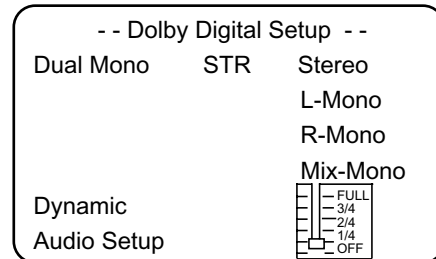 - - Dolby Digital Setup - -
Dual Mono STR Stereo
L-Mono
R-Mono
Mix-Mono
FULL
Dynamic 3/4
2/4
1/4
Audio Setup OFF